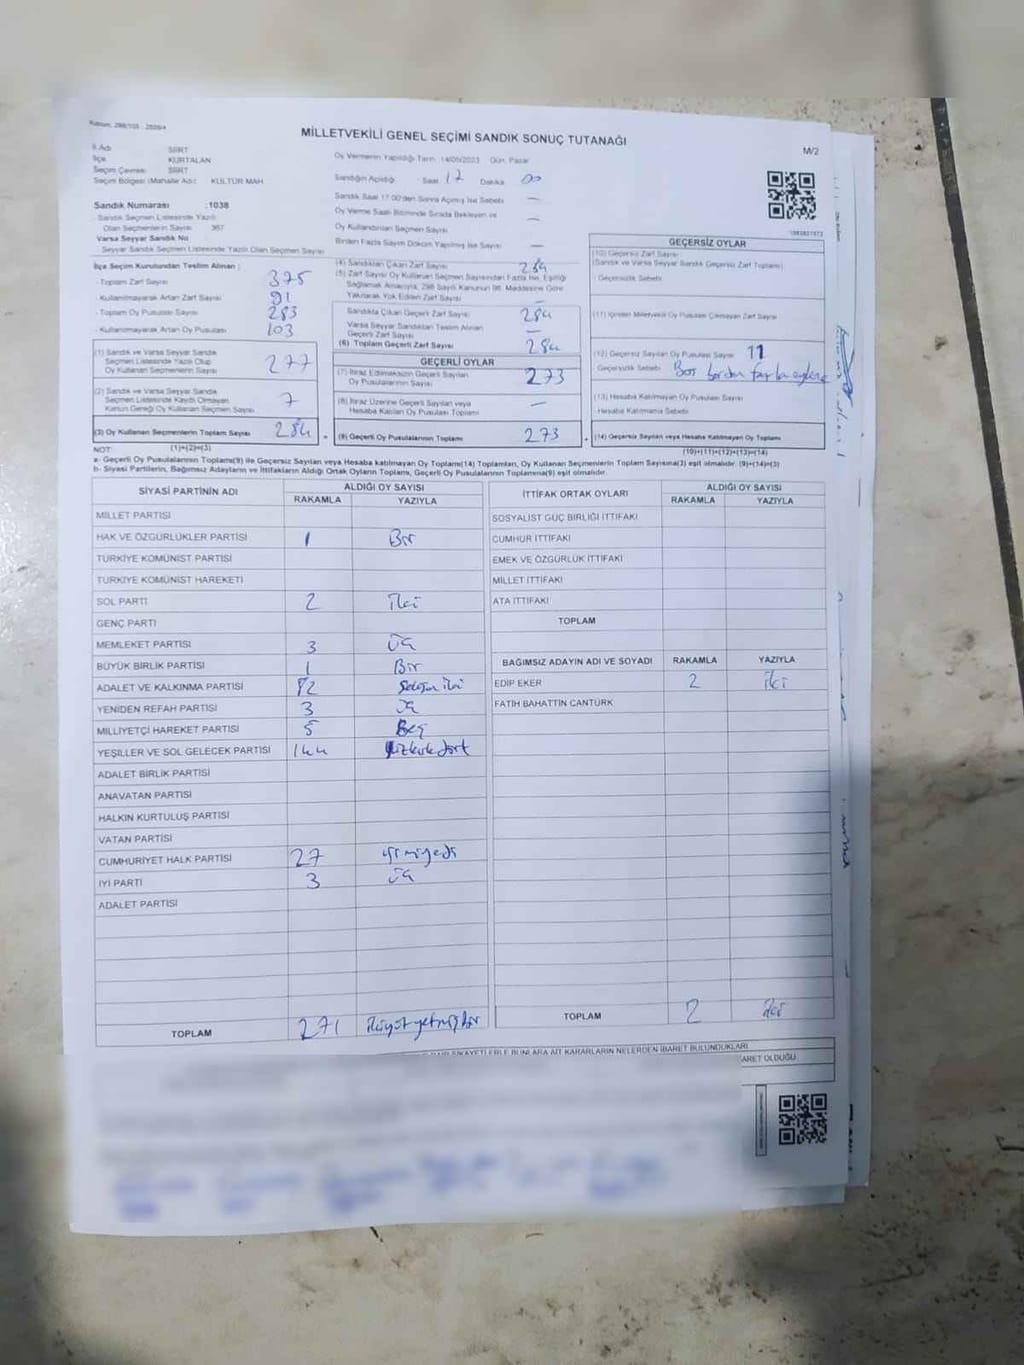 MİLLETVEKİLİ GENEL SEÇİMİ SANDIK SONUÇ TUTANAĞI
M/2
İl Adı SİİRT
İlçe KURTALAN
Seçim Çevresi SİİRT
Seçim Bölgesi (Mahalle Adı) KÜLTÜR MAH
Sandık Numarası :1038
- Sandık Seçmen Listesinde Yazılı
Olan Seçmenlerin Sayısı 367
Varsa Seyyar Sandık No
Seyyar Sandık Seçmen Listesinde Yazılı Olan Seçmen Sayısı
Oy Vermenin Yapıldığı Tarih 14/05/2023 Gün Pazar
Sandığın Açıldığı Saat 17 Dakika 00
Sandık Saat 17.00'den Sonra Açılmış İse Sebebi —
Oy Verme Saati Bitiminde Sırada Bekleyen ve
Oy Kullandırılan Seçmen Sayısı —
Birden Fazla Sayım Döküm Yapılmış İse Sayısı —
İlçe Seçim Kurulundan Teslim Alınan :
- Toplam Zarf Sayısı 375
- Kullanılmayarak Artan Zarf Sayısı 91
- Toplam Oy Pusulası Sayısı 283
- Kullanılmayarak Artan Oy Pusulası 103
(1) Sandık ve Varsa Seyyar Sandık
Seçmen Listesinde Yazılı Olup
Oy Kullanan Seçmenlerin Sayısı 277
(2) Sandık ve Varsa Seyyar Sandık
Seçmen Listesinde Kayıtlı Olmayan
Kanun Gereği Oy Kullanan Seçmen Sayısı 7
(3) Oy Kullanan Seçmenlerin Toplam Sayısı 284
(1)+(2)=(3)
(4) Sandıktan Çıkan Zarf Sayısı 284
(5) Zarf Sayısı Oy Kullanan Seçmen Sayısından Fazla İse, Eşitliği
Sağlamak Amacıyla, 298 Sayılı Kanunun 98. Maddesine Göre
Yakılarak Yok Edilen Zarf Sayısı
Sandıkta Çıkan Geçerli Zarf Sayısı 284
Varsa Seyyar Sandıktan Teslim Alınan
Geçerli Zarf Sayısı —
(6) Toplam Geçerli Zarf Sayısı 284
GEÇERLİ OYLAR
(7) İtiraz Edilmeksizin Geçerli Sayılan
Oy Pusulalarının Sayısı 273
(8) İtiraz Üzerine Geçerli Sayılan veya
Hesaba Katılan Oy Pusulası Toplamı —
(9) Geçerli Oy Pusulalarının Toplamı 273
GEÇERSİZ OYLAR
(10) Geçersiz Zarf Sayısı
(Sandık ve Varsa Seyyar Sandık Geçersiz Zarf Toplamı)
- Geçersizlik Sebebi
(11) İçinden Milletvekili Oy Pusulası Çıkmayan Zarf Sayısı
(12) Geçersiz Sayılan Oy Pusulası Sayısı 11
Geçersizlik Sebebi
(13) Hesaba Katılmayan Oy Pusulası Sayısı
- Hesaba Katılmama Sebebi
(14) Geçersiz Sayılan veya Hesaba Katılmayan Oy Toplamı
(10)+(11)+(12)+(13)=(14)
NOT:
a- Geçerli Oy Pusulalarının Toplamı(9) ile Geçersiz Sayılan veya Hesaba katılmayan Oy Toplamı(14) Toplamları, Oy Kullanan Seçmenlerin Toplam Sayısına(3) eşit olmalıdır. (9)+(14)=(3)
b- Siyasi Partilerin, Bağımsız Adayların ve İttifakların Aldığı Ortak Oyların Toplamı, Geçerli Oy Pusulalarının Toplamına(9) eşit olmalıdır.
SİYASİ PARTİNİN ADI ALDIĞI OY SAYISI
RAKAMLA YAZIYLA
MİLLET PARTİSİ
HAK VE ÖZGÜRLÜKLER PARTİSİ 1 Bir
TÜRKİYE KOMÜNİST PARTİSİ
TÜRKİYE KOMÜNİST HAREKETİ
SOL PARTİ 2 İki
GENÇ PARTİ
MEMLEKET PARTİSİ 3 Üç
BÜYÜK BİRLİK PARTİSİ 1 Bir
ADALET VE KALKINMA PARTİSİ 82 Seksen iki
YENİDEN REFAH PARTİSİ 3 Üç
MİLLİYETÇİ HAREKET PARTİSİ 5 Beş
YEŞİLLER VE SOL GELECEK PARTİSİ 144 Yüzkırkdört
ADALET BİRLİK PARTİSİ
ANAVATAN PARTİSİ
HALKIN KURTULUŞ PARTİSİ
VATAN PARTİSİ
CUMHURİYET HALK PARTİSİ 27 yirmiyedi
İYİ PARTİ 3 Üç
ADALET PARTİSİ
TOPLAM 271 ikiyüzyetmişbir
İTTİFAK ORTAK OYLARI ALDIĞI OY SAYISI
RAKAMLA YAZIYLA
SOSYALİST GÜÇ BİRLİĞİ İTTİFAKI
CUMHUR İTTİFAKI
EMEK VE ÖZGÜRLÜK İTTİFAKI
MİLLET İTTİFAKI
ATA İTTİFAKI
TOPLAM
BAĞIMSIZ ADAYIN ADI VE SOYADI RAKAMLA YAZIYLA
EDİP EKER 2 iki
FATİH BAHATTİN CANTÜRK
TOPLAM 2 iki
ŞİKAYETLERLE BUNLARA AİT KARARLARIN NELERDEN İBARET BULUNDUKLARI
OLDUĞU